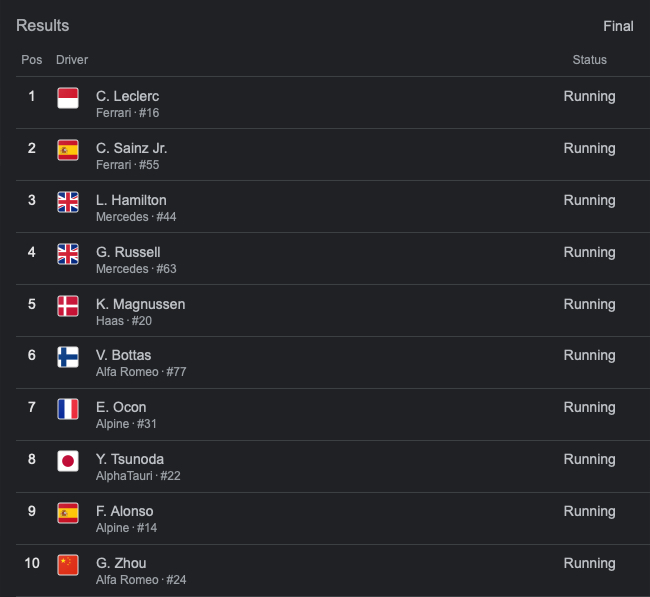 Results Final
Pos Driver Status
1 C. Leclerc Running
Ferrari · #16
2 C. Sainz Jr. Running
Ferrari · #55
3 L. Hamilton Running
Mercedes · #44
4 G. Russell Running
Mercedes · #63
5 K. Magnussen Running
Haas · #20
6 V. Bottas Running
Alfa Romeo · #77
7 E. Ocon Running
Alpine · #31
8 Y. Tsunoda Running
AlphaTauri · #22
9 F. Alonso Running
Alpine · #14
10 G. Zhou Running
Alfa Romeo · #24